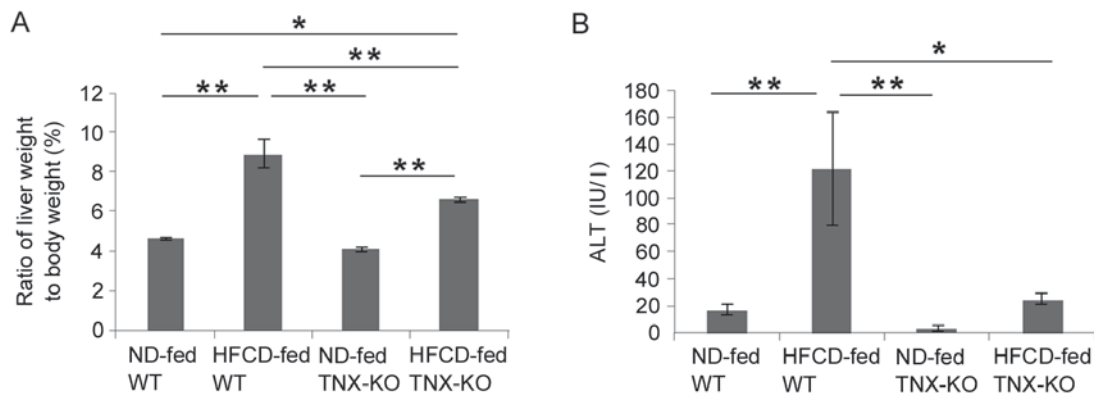 A
*
**
** **
**
Ratio of liver weight
to body weight (%)
12
10
8
6
4
2
0
ND-fed HFCD-fed ND-fed HFCD-fed
WT WT TNX-KO TNX-KO
B
*
** **
ALT (IU/l)
180
160
140
120
100
80
60
40
20
0
ND-fed HFCD-fed ND-fed HFCD-fed
WT WT TNX-KO TNX-KO